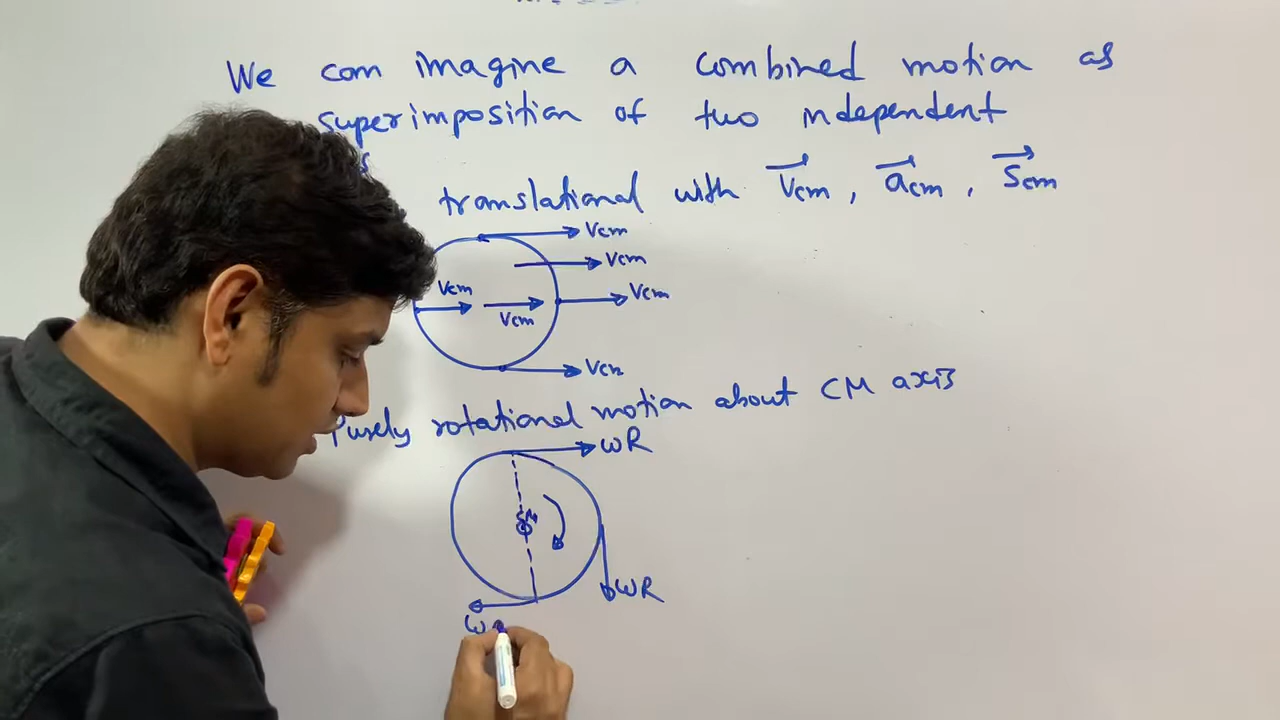 We can imagine a combined motion as
superimposition of two independent
translational with Vcm, acm, Scm
Vcm
Vcm
Vcm
Vcm
Vcm
Vcm
Purely rotational motion about CM axis
ωR
ωR
ω